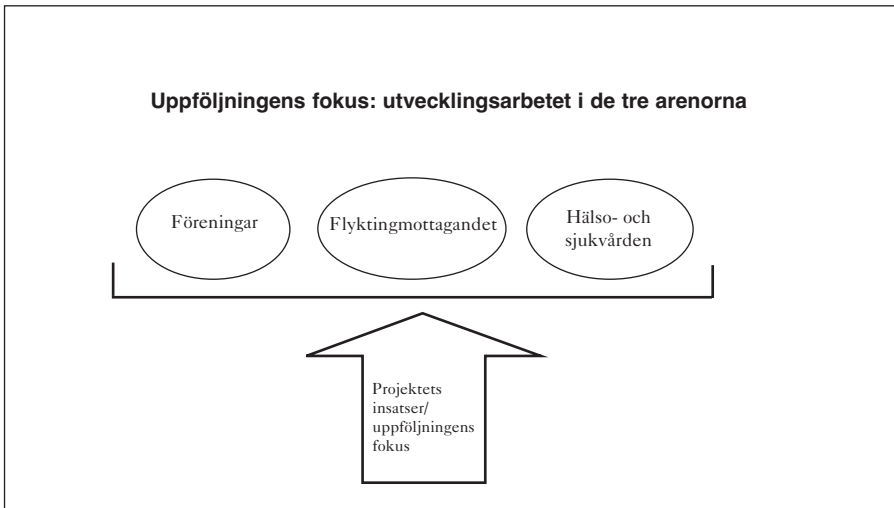 Uppföljningens fokus: utvecklingsarbetet i de tre arenorna
Föreningar
Flyktingmottagandet
Hälso- och
sjukvården
Projektets
insatser/
uppföljningens
fokus